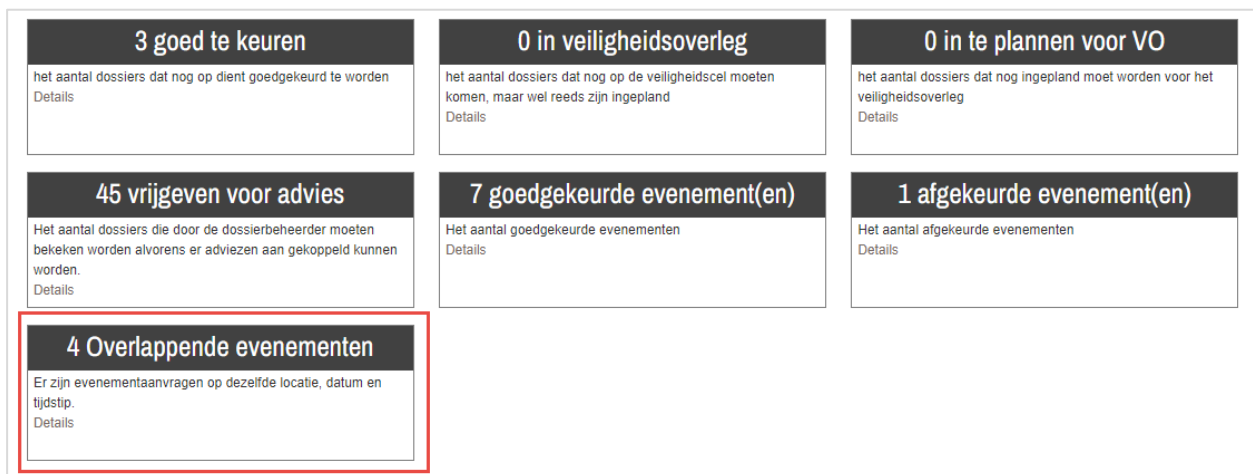 3 goed te keuren
het aantal dossiers dat nog op dient goedgekeurd te worden
Details
0 in veiligheidsoverleg
het aantal dossiers dat nog op de veiligheidscel moeten
komen, maar wel reeds zijn ingepland
Details
0 in te plannen voor VO
het aantal dossiers dat nog ingepland moet worden voor het
veiligheidsoverleg
Details
45 vrijgeven voor advies
Het aantal dossiers die door de dossierbeheerder moeten
bekeken worden alvorens er adviezen aan gekoppeld kunnen
worden.
Details
7 goedgekeurde evenement(en)
Het aantal goedgekeurde evenementen
Details
1 afgekeurde evenement(en)
Het aantal afgekeurde evenementen
Details
4 Overlappende evenementen
Er zijn evenementaanvragen op dezelfde locatie, datum en
tijdstip.
Details